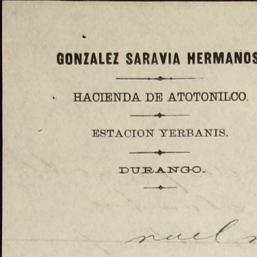 GONZALEZ SARAVIA HERMANOS
HACIENDA DE ATOTONILCO.
ESTACION YERBANIS.
DURANGO.